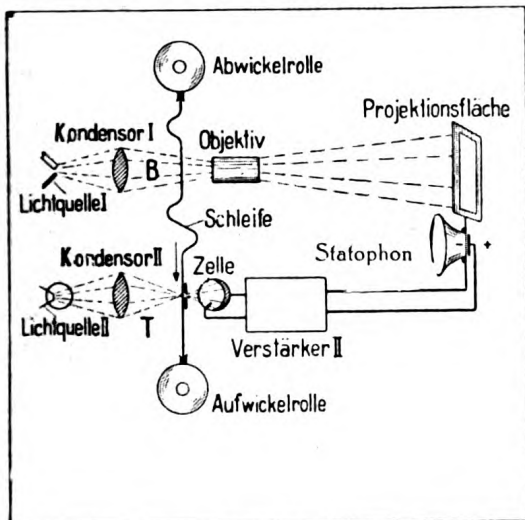 Abwickelrolle
Projektionsfläche
Kondensor I
Objektiv
B
Lichtquelle I
Schleife
Statophon
+
Kondensor II
Zelle
Lichtquelle II
T
Verstärker II
Aufwickelrolle